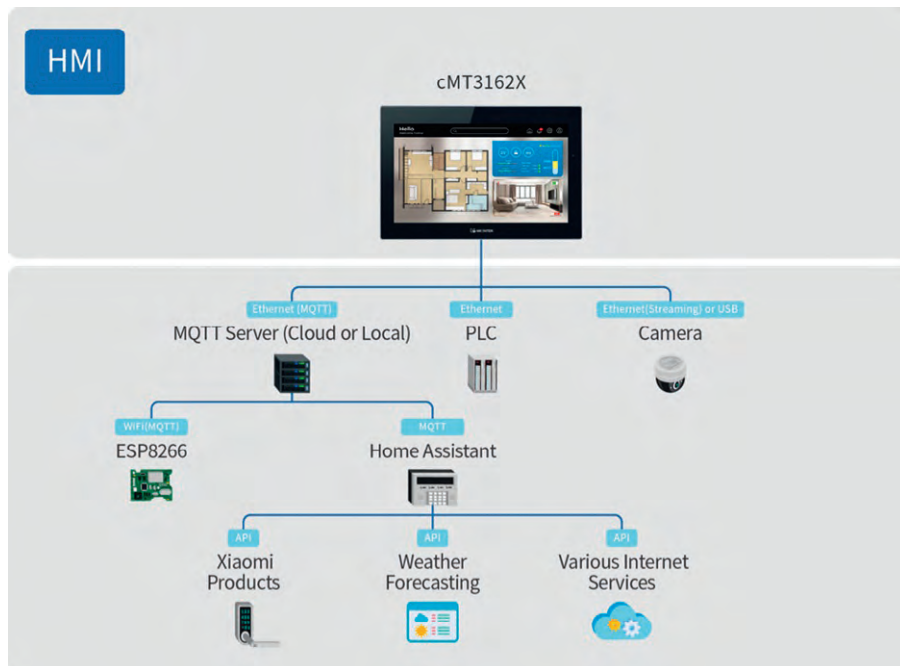 HMI
cMT3162X
Ethernet (MQTT)
Ethernet
Ethernet(Streaming) or USB
MQTT Server (Cloud or Local)
PLC
Camera
WiFi(MQTT)
MQTT
ESP8266
Home Assistant
API
API
API
Xiaomi
Products
Weather
Forecasting
Various Internet
Services